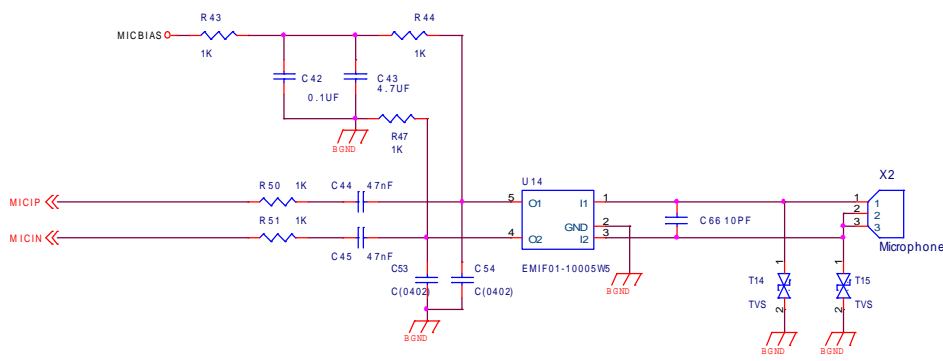 R43
R44
MICBIAS
1K
1K
C42
C43
4.7UF
0.1UF
R47
1K
BGND
U14
X2
R50 1K
C44 47nF
MICIP
5
O1
I1
1
1
1
2
2
R51 1K
GND
2
C6610PF
3
3
MICIN
4
O2
I2
3
C45
47nF
Microphone
C53
C54
EMIF01-10005W5
1
1
C(0402)
C(0402)
BGND
T14
T15
TVS
TVS
2
2
BGND
BGND
BGND